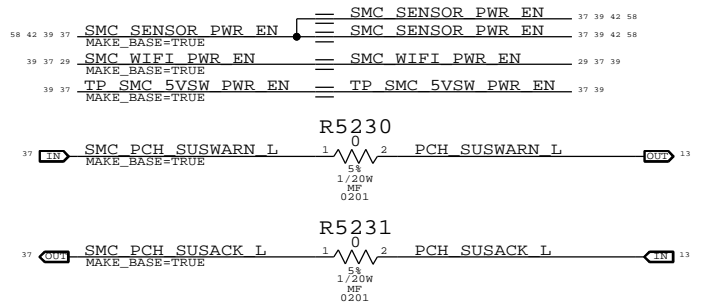 SMC_SENSOR_PWR_EN 37 39 42 58
58 42 39 37 SMC_SENSOR_PWR_EN SMC_SENSOR_PWR_EN 37 39 42 58
MAKE_BASE=TRUE
39 37 29 SMC_WIFI_PWR_EN SMC_WIFI_PWR_EN 29 37 39
MAKE_BASE=TRUE
39 37 TP_SMC_5VSW_PWR_EN TP_SMC_5VSW_PWR_EN 37 39
MAKE_BASE=TRUE
R5230
0
37 IN SMC_PCH_SUSWARN_L 1 2 PCH_SUSWARN_L OUT 13
MAKE_BASE=TRUE
5%
1/20W
MF
0201
R5231
0
37 OUT SMC_PCH_SUSACK_L 1 2 PCH_SUSACK_L IN 13
MAKE_BASE=TRUE
5%
1/20W
MF
0201